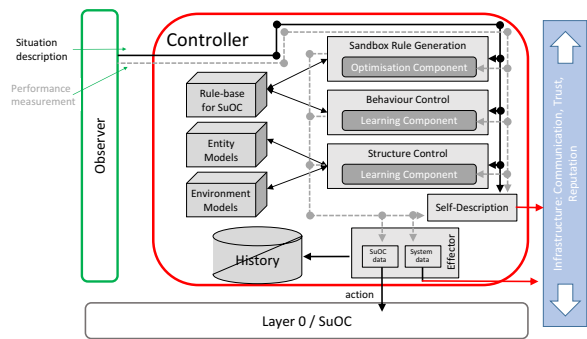 Situation
description
Performance
measurement
Observer
Controller
Sandbox Rule Generation
Optimisation Component
Rule-base
for SuOC
Behaviour Control
Learning Component
Entity
Models
Structure Control
Learning Component
Environment
Models
Self-Description
History
SuOC
data
System
data
Effector
action
Layer 0 / SuOC
Infrastructure: Communication, Trust,
Reputation